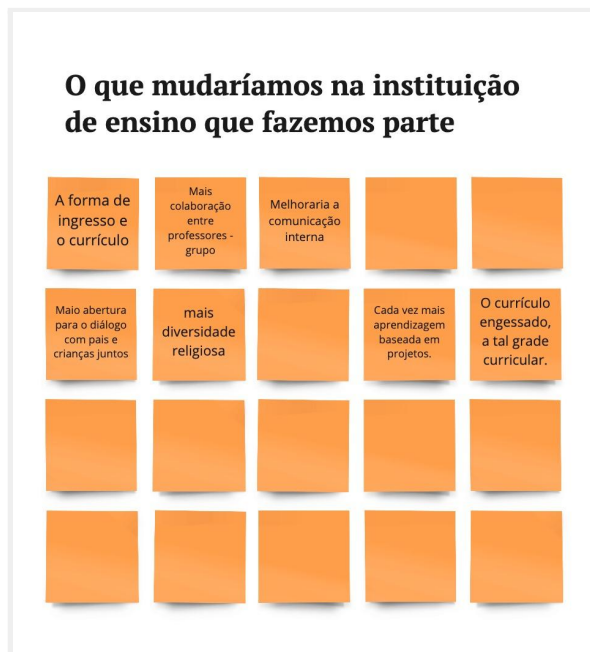 O que mudaríamos na instituição
de ensino que fazemos parte
A forma de
ingresso e
o currículo
Mais
colaboração
entre
professores -
grupo
Melhoraria a
comunicação
interna
Maio abertura
para o diálogo
com pais e
crianças juntos
mais
diversidade
religiosa
Cada vez mais
aprendizagem
baseada em
projetos.
O currículo
engessado,
a tal grade
curricular.